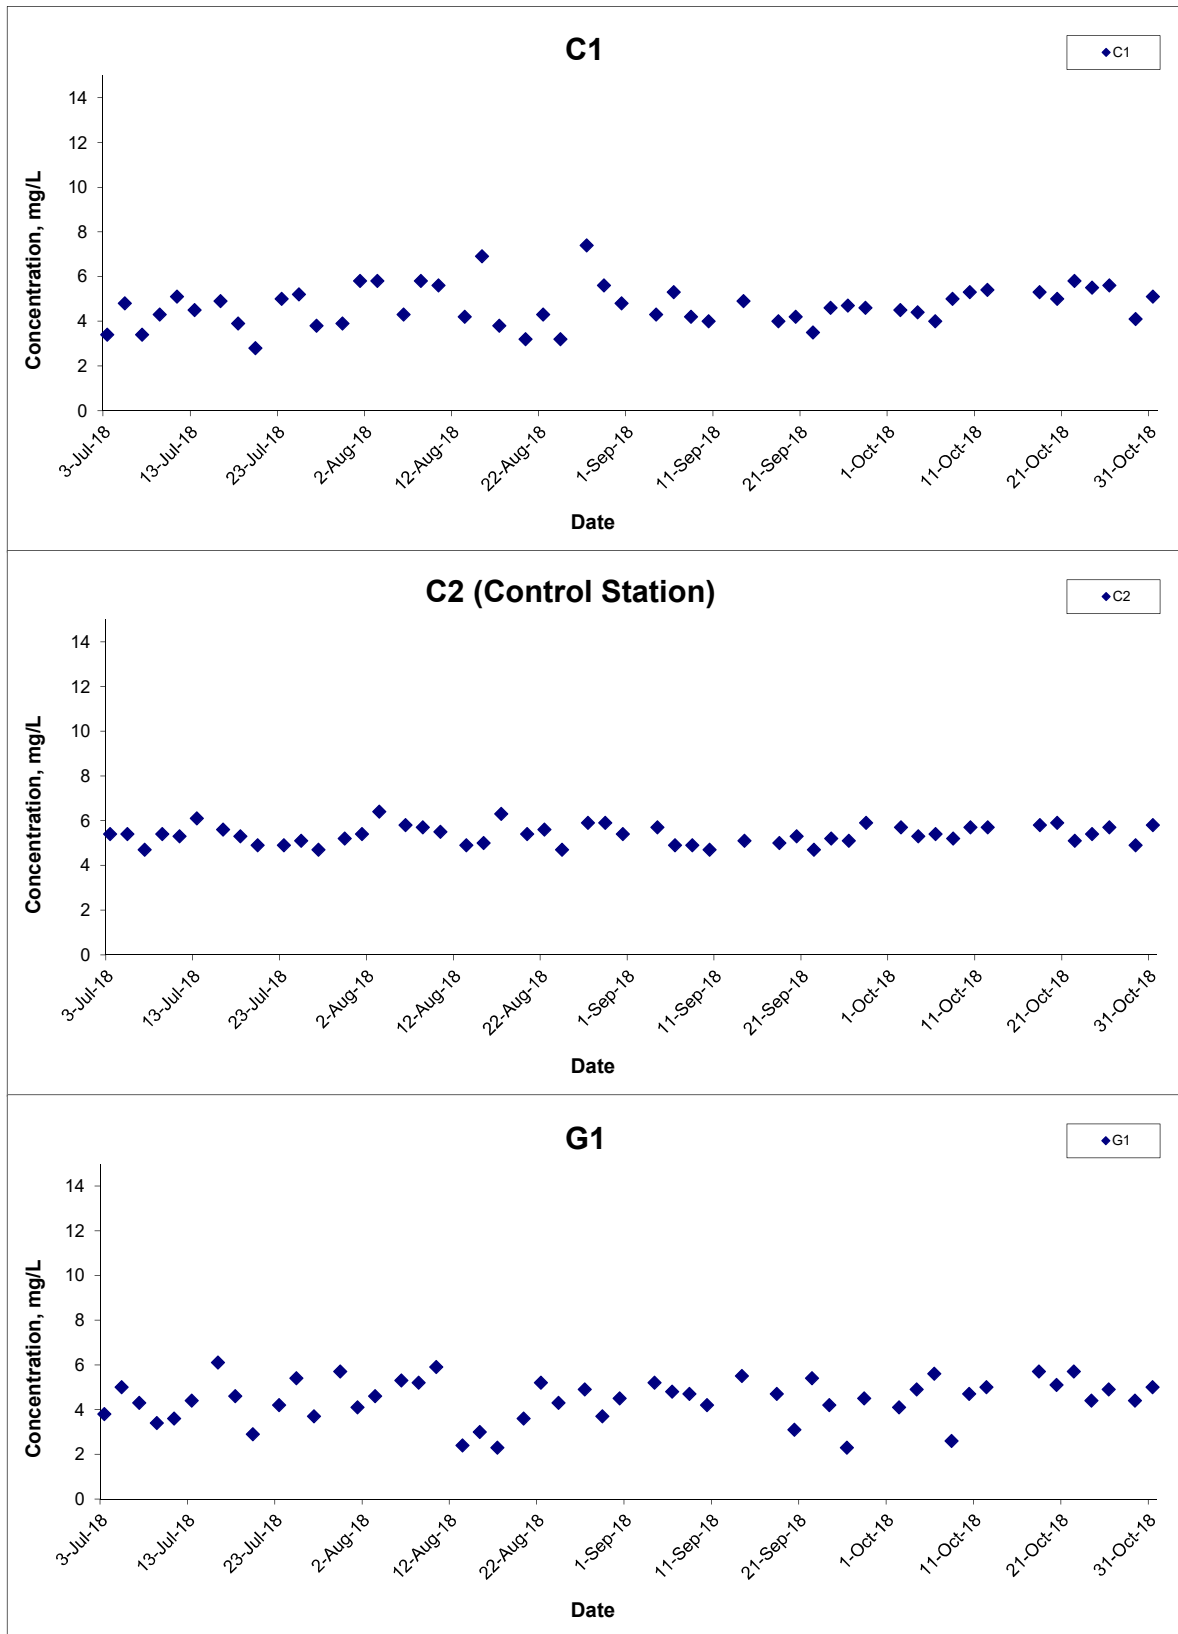 C1
C1
Concentration, mg/L
14
12
10
8
6
4
2
0
3-Jul-18
13-Jul-18
23-Jul-18
2-Aug-18
12-Aug-18
22-Aug-18
1-Sep-18
11-Sep-18
21-Sep-18
1-Oct-18
11-Oct-18
21-Oct-18
31-Oct-18
Date
C2 (Control Station)
C2
Concentration, mg/L
14
12
10
8
6
4
2
0
3-Jul-18
13-Jul-18
23-Jul-18
2-Aug-18
12-Aug-18
22-Aug-18
1-Sep-18
11-Sep-18
21-Sep-18
1-Oct-18
11-Oct-18
21-Oct-18
31-Oct-18
Date
G1
G1
Concentration, mg/L
14
12
10
8
6
4
2
0
3-Jul-18
13-Jul-18
23-Jul-18
2-Aug-18
12-Aug-18
22-Aug-18
1-Sep-18
11-Sep-18
21-Sep-18
1-Oct-18
11-Oct-18
21-Oct-18
31-Oct-18
Date